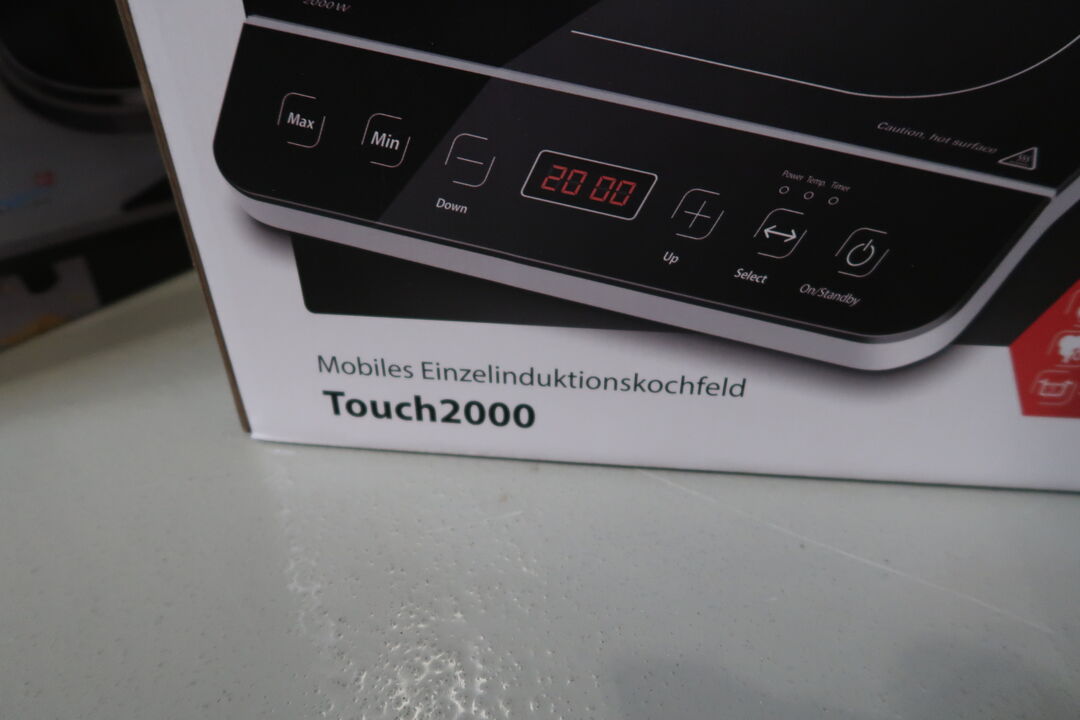 2000W
Caution, hot surface
Max
Min
Down
20 00
Power Temp. Timer
Up
Select
On/Standby
Mobiles Einzelinduktionskochfeld
Touch2000